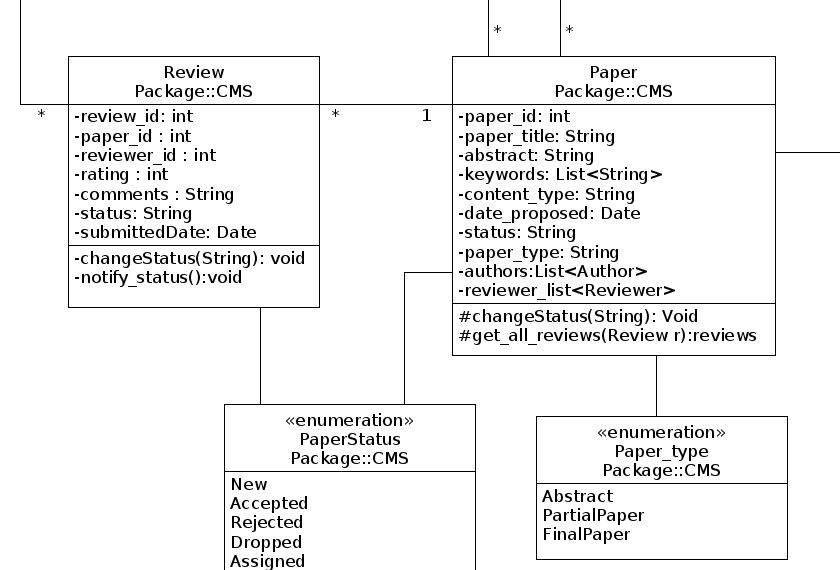 *
*
Review
Package::CMS
-review_id: int
-paper_id : int
-reviewer_id : int
-rating : int
-comments : String
-status: String
-submittedDate: Date
-changeStatus(String): void
-notify_status():void
*
*
1
Paper
Package::CMS
-paper_id: int
-paper_title: String
-abstract: String
-keywords: List<String>
-content_type: String
-date_proposed: Date
-status: String
-paper_type: String
-authors:List<Author>
-reviewer_list<Reviewer>
#changeStatus(String): Void
#get_all_reviews(Review r):reviews
«enumeration»
PaperStatus
Package::CMS
New
Accepted
Rejected
Dropped
Assigned
«enumeration»
Paper_type
Package::CMS
Abstract
PartialPaper
FinalPaper